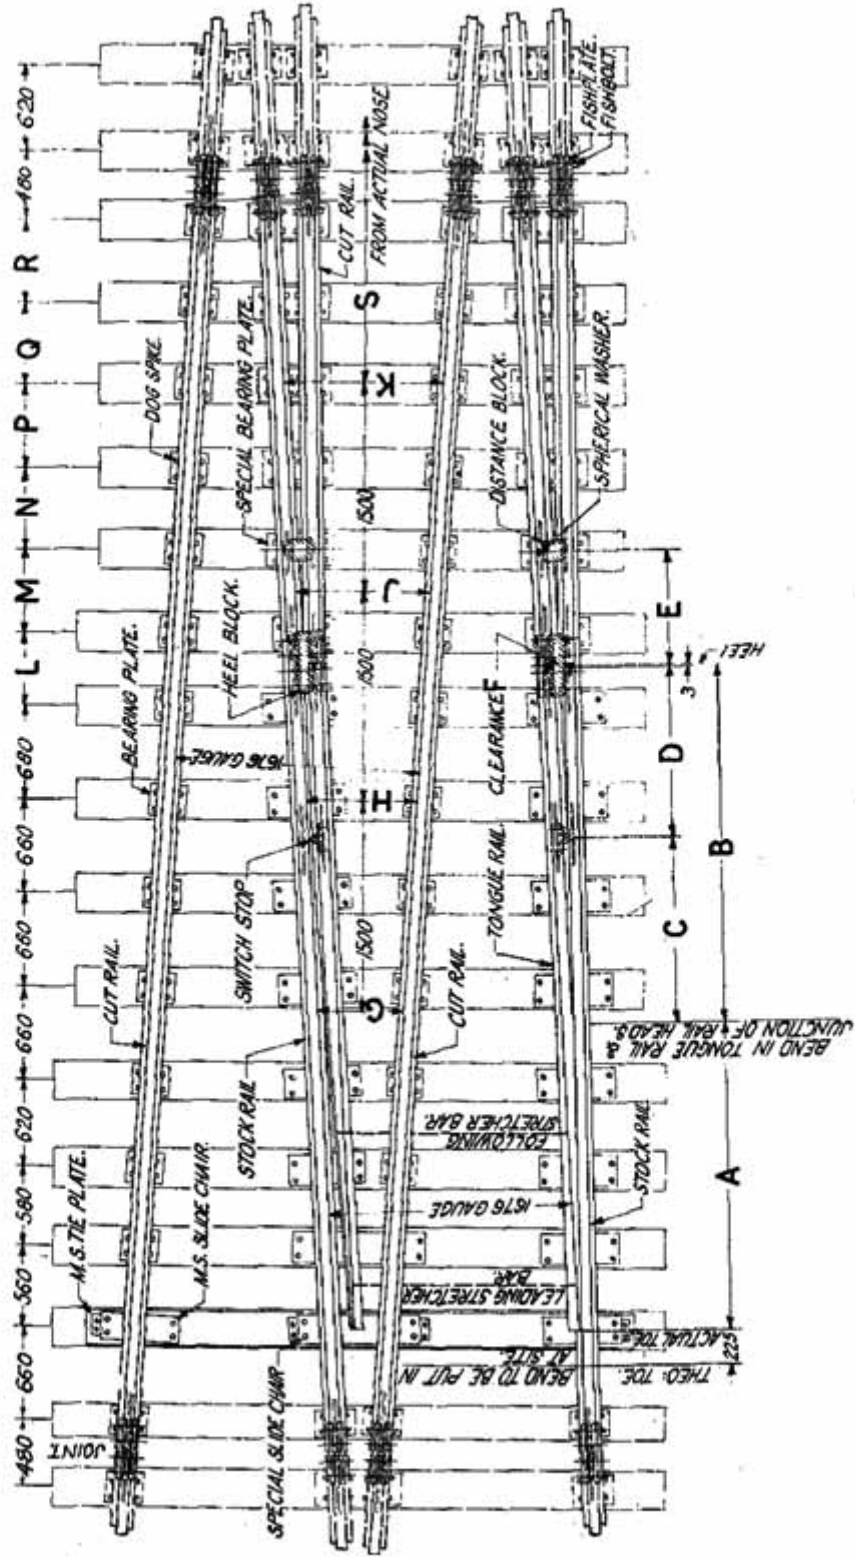 480
660
560
580
620
660
660
660
680
L
M
N
P
Q
R
480
620
JOINT
M.S. TIE PLATE.
M.S. SLIDE CHAIR.
CUT RAIL.
BEARING PLATE.
DOG SPIKE.
SPECIAL SLIDE CHAIR
STOCK RAIL
SWITCH STOP
HEEL BLOCK.
SPECIAL BEARING PLATE.
CUT RAIL.
1676 GAUGE
G
H
J
K
S
1500
1500
1500
FROM ACTUAL NOSE
CUT RAIL.
FISHPLATE.
FISHBOLT
LEADING STRETCHER
BAR.
1676 GAUGE
FOLLOWING
STRETCHER BAR.
TONGUE RAIL.
CLEARANCE F
DISTANCE BLOCK.
SPHERICAL WASHER.
STOCK RAIL
BEND TO BE PUT IN
AT SITE.
THEO: TOE.
ACTUAL TOE
225
A
BEND IN TONGUE RAIL &
JUNCTION OF RAIL HEADS.
B
C
D
E
3
HEEL